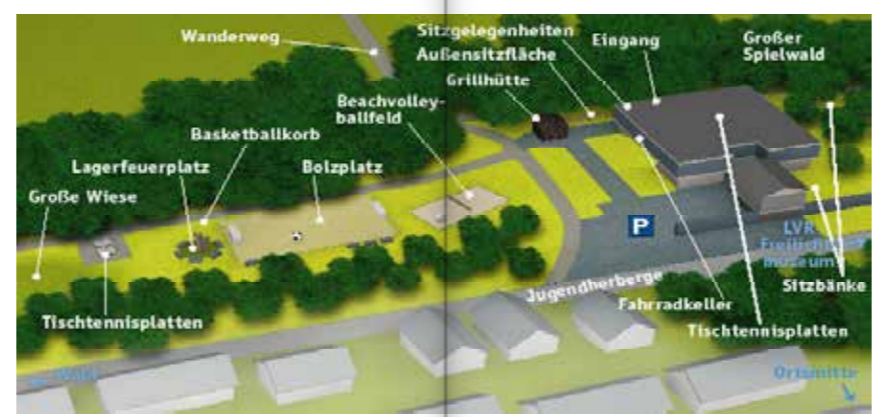 Wanderweg
Sitzgelegenheiten
Außensitzfläche
Grillhütte
Eingang
Großer
Spielwald
Beachvolley-
ballfeld
Basketballkorb
Lagerfeuerplatz
Bolzplatz
Große Wiese
P
LVR
museum
Jugendherberge
Sitzbänke
Fahrradkeller
Tischtennisplatten
Tischtennisplatten
Ortsmitte